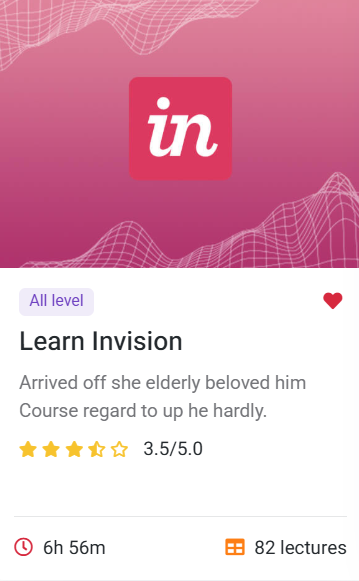 in
All level
Learn Invision
Arrived off she elderly beloved him
Course regard to up he hardly.
3.5/5.0
6h 56m
82 lectures